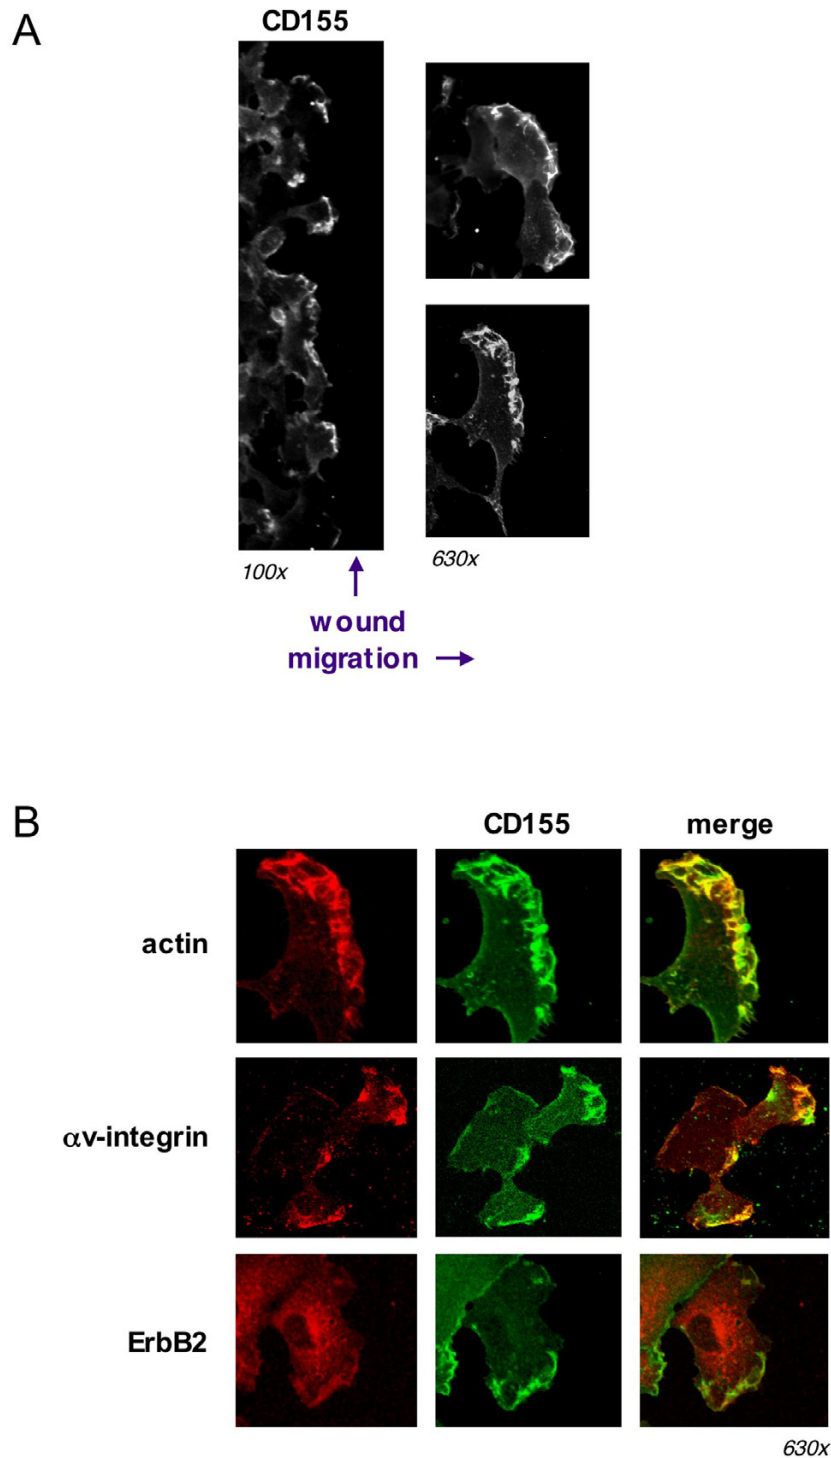 A
CD155
100x
630x
wound
migration
B
CD155 merge
actin
αv-integrin
ErbB2
630x